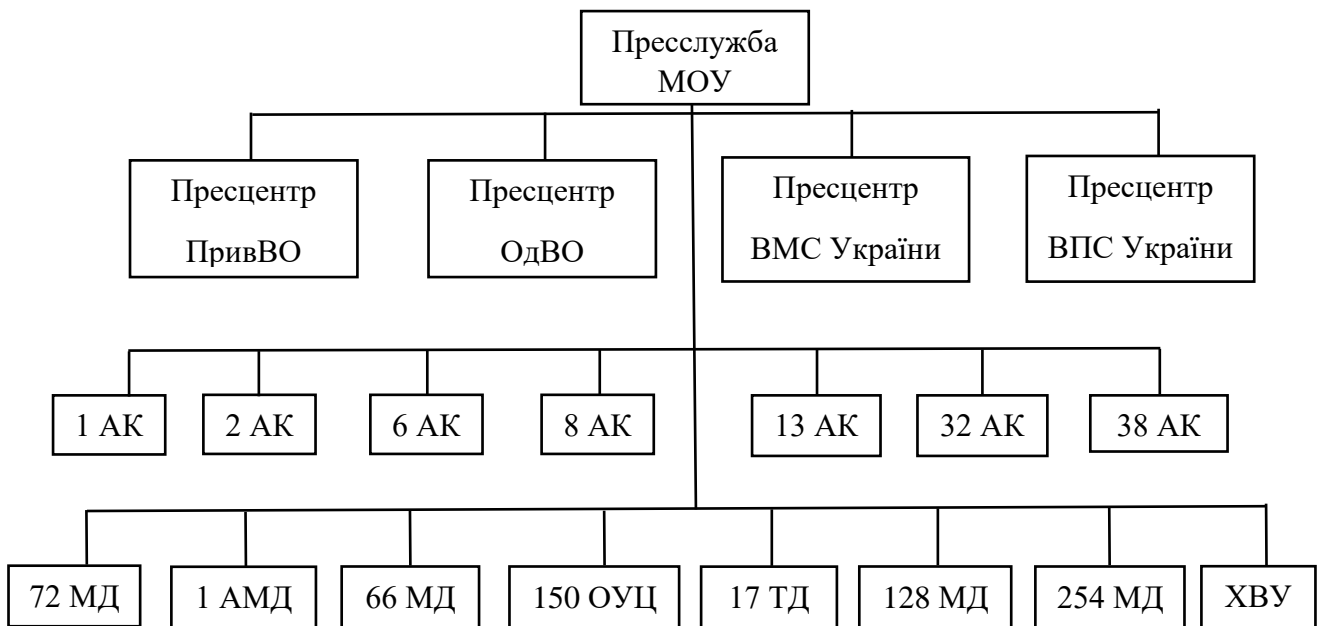 Пресслужба
МОУ
Пресцентр
ПривВО
Пресцентр
ОдВО
Пресцентр
ВМС України
Пресцентр
ВПС України
1 АК
2 АК
6 АК
8 АК
13 АК
32 АК
38 АК
72 МД
1 АМД
66 МД
150 ОУЦ
17 ТД
128 МД
254 МД
ХВУ